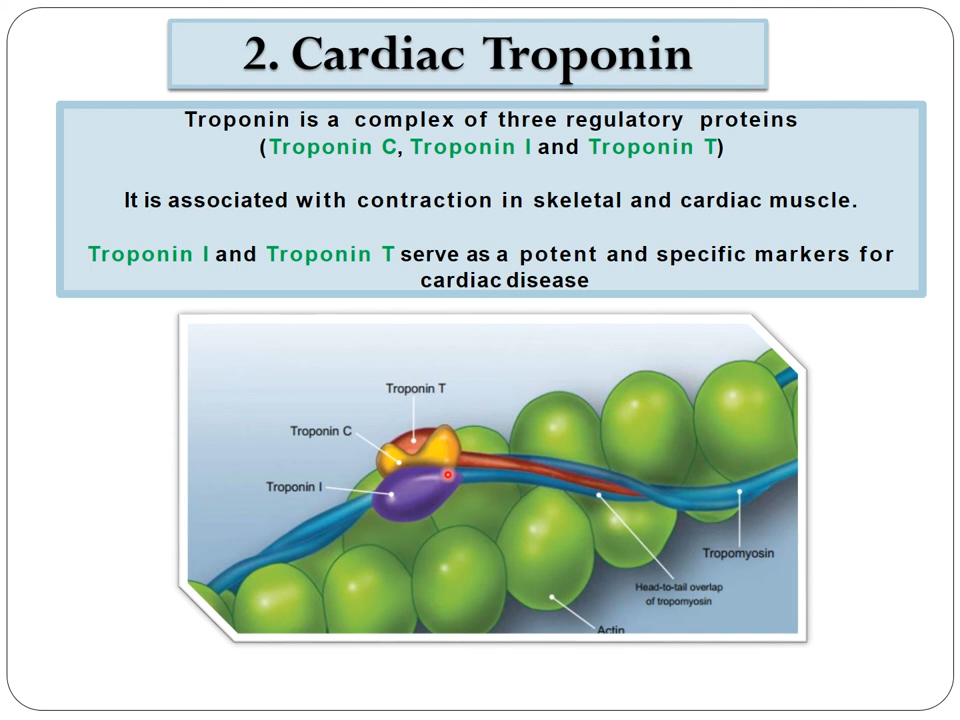 2. Cardiac Troponin
Troponin is a complex of three regulatory proteins
(Troponin C, Troponin I and Troponin T)
It is associated with contraction in skeletal and cardiac muscle.
Troponin I and Troponin T serve as a potent and specific markers for
cardiac disease
Troponin T
Troponin C
Troponin I
Tropomyosin
Head-to-tail overlap
of tropomyosin
Actin